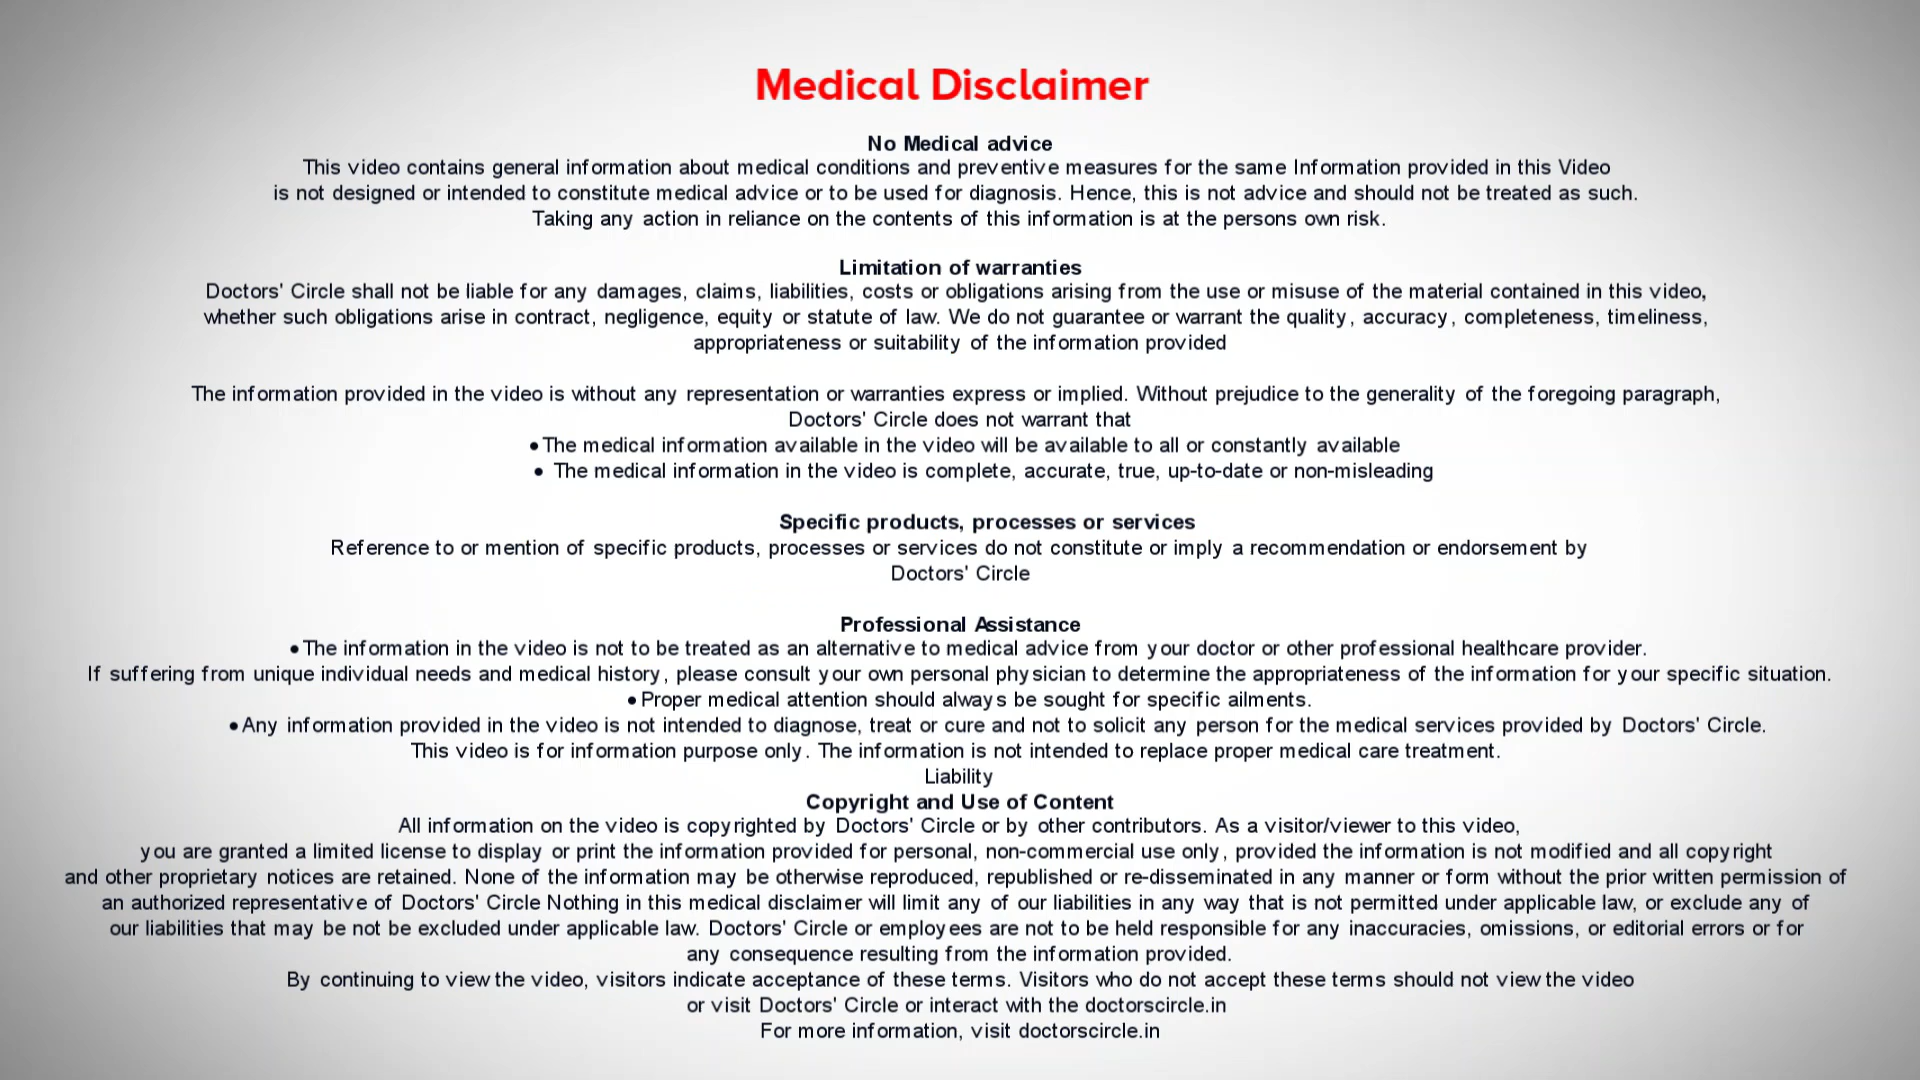 Medical Disclaimer
No Medical advice
This video contains general information about medical conditions and preventive measures for the same Information provided in this Video
is not designed or intended to constitute medical advice or to be used for diagnosis. Hence, this is not advice and should not be treated as such.
Taking any action in reliance on the contents of this information is at the persons own risk.
Limitation of warranties
Doctors' Circle shall not be liable for any damages, claims, liabilities, costs or obligations arising from the use or misuse of the material contained in this video,
whether such obligations arise in contract, negligence, equity or statute of law. We do not guarantee or warrant the quality, accuracy, completeness, timeliness,
appropriateness or suitability of the information provided
The information provided in the video is without any representation or warranties express or implied. Without prejudice to the generality of the foregoing paragraph,
Doctors' Circle does not warrant that
• The medical information available in the video will be available to all or constantly available
• The medical information in the video is complete, accurate, true, up-to-date or non-misleading
Specific products, processes or services
Reference to or mention of specific products, processes or services do not constitute or imply a recommendation or endorsement by
Doctors' Circle
Professional Assistance
• The information in the video is not to be treated as an alternative to medical advice from your doctor or other professional healthcare provider.
If suffering from unique individual needs and medical history, please consult your own personal physician to determine the appropriateness of the information for your specific situation.
• Proper medical attention should always be sought for specific ailments.
• Any information provided in the video is not intended to diagnose, treat or cure and not to solicit any person for the medical services provided by Doctors' Circle.
This video is for information purpose only. The information is not intended to replace proper medical care treatment.
Liability
Copyright and Use of Content
All information on the video is copyrighted by Doctors' Circle or by other contributors. As a visitor/viewer to this video,
you are granted a limited license to display or print the information provided for personal, non-commercial use only, provided the information is not modified and all copyright
and other proprietary notices are retained. None of the information may be otherwise reproduced, republished or re-disseminated in any manner or form without the prior written permission of
an authorized representative of Doctors' Circle Nothing in this medical disclaimer will limit any of our liabilities in any way that is not permitted under applicable law, or exclude any of
our liabilities that may be not be excluded under applicable law. Doctors' Circle or employees are not to be held responsible for any inaccuracies, omissions, or editorial errors or for
any consequence resulting from the information provided.
By continuing to view the video, visitors indicate acceptance of these terms. Visitors who do not accept these terms should not view the video
or visit Doctors' Circle or interact with the doctorscircle.in
For more information, visit doctorscircle.in